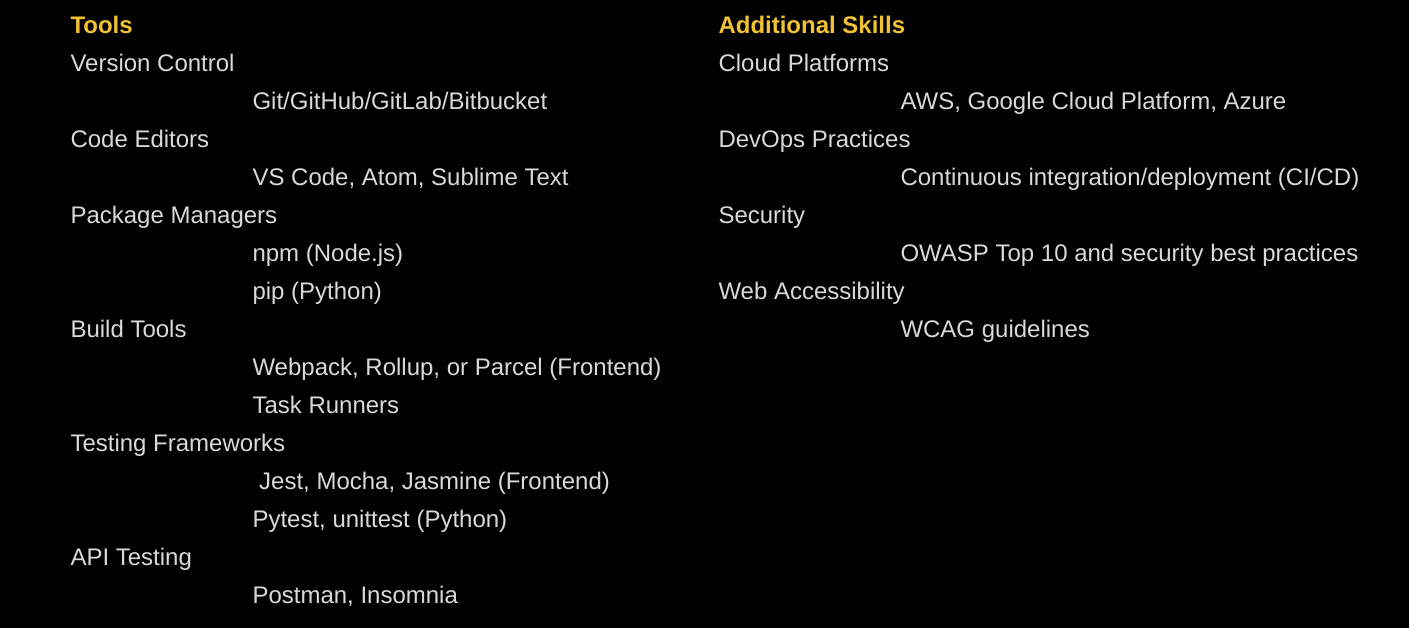 Tools
Version Control
Git/GitHub/GitLab/Bitbucket
Code Editors
VS Code, Atom, Sublime Text
Package Managers
npm (Node.js)
pip (Python)
Build Tools
Webpack, Rollup, or Parcel (Frontend)
Task Runners
Testing Frameworks
Jest, Mocha, Jasmine (Frontend)
Pytest, unittest (Python)
API Testing
Postman, Insomnia
Additional Skills
Cloud Platforms
AWS, Google Cloud Platform, Azure
DevOps Practices
Continuous integration/deployment (CI/CD)
Security
OWASP Top 10 and security best practices
Web Accessibility
WCAG guidelines